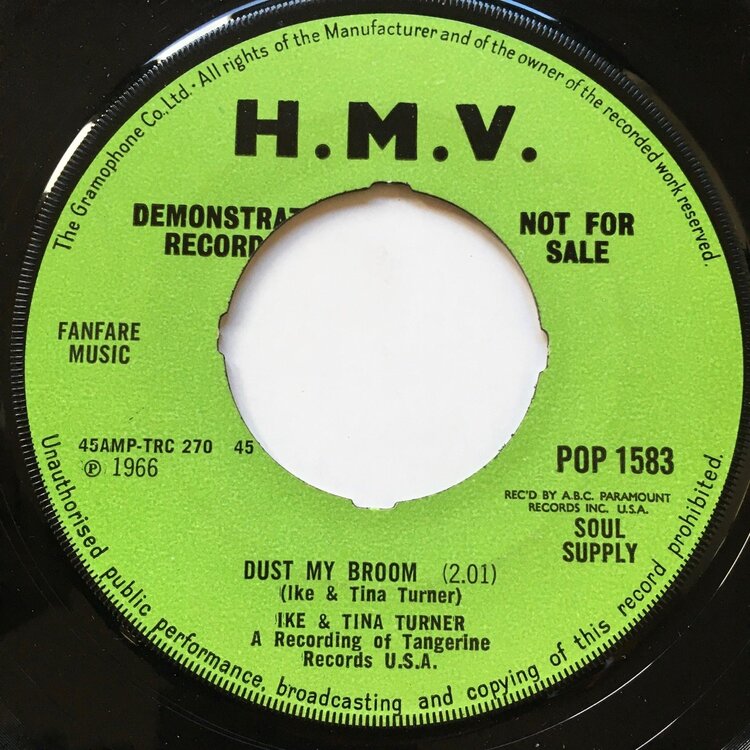 The Gramophone Co. Ltd. · All rights of the Manufacturer and of the owner of the recorded work reserved.
H.M.V.
DEMONSTRAT
RECORD
NOT FOR
SALE
FANFARE
MUSIC
45AMP-TRC 270 45
℗ 1966
POP 1583
REC'D BY A.B.C. PARAMOUNT
RECORDS INC. U.S.A.
SOUL
SUPPLY
DUST MY BROOM (2.01)
(Ike & Tina Turner)
IKE & TINA TURNER
A Recording of Tangerine
Records U.S.A.
Unauthorised public performance, broadcasting and copying of this record prohibited.